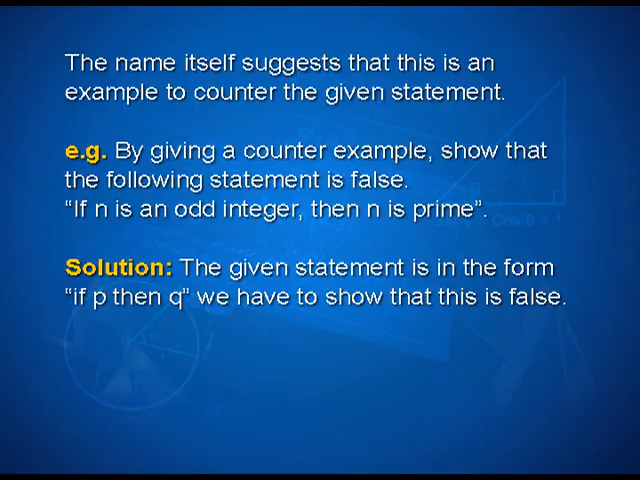 The name itself suggests that this is an
example to counter the given statement.
e.g. By giving a counter example, show that
the following statement is false.
“If n is an odd integer, then n is prime”.
Solution: The given statement is in the form
“if p then q” we have to show that this is false.